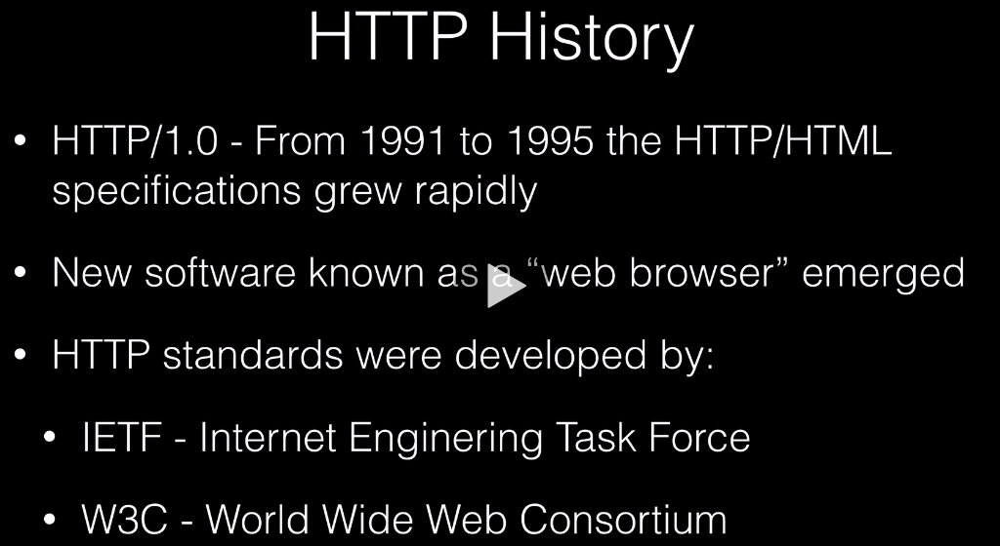 HTTP History
• HTTP/1.0 - From 1991 to 1995 the HTTP/HTML
specifications grew rapidly
• New software known as a “web browser” emerged
• HTTP standards were developed by:
• IETF - Internet Enginering Task Force
• W3C - World Wide Web Consortium